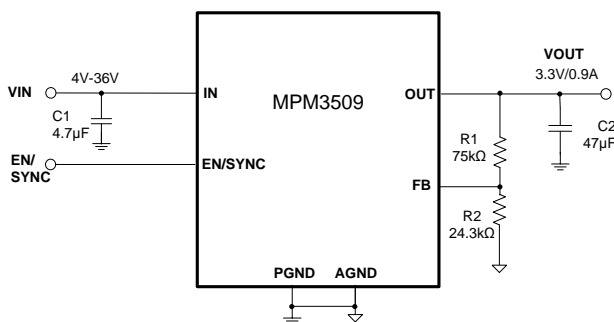 VOUT
3.3V/0.9A
VIN
4V-36V
IN
MPM3509
OUT
C1
4.7µF
R1
75kΩ
C2
47µF
EN/
SYNC
EN/SYNC
FB
R2
24.3kΩ
PGND
AGND